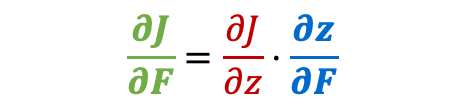 ∂J/∂F = ∂J/∂z · ∂z/∂F